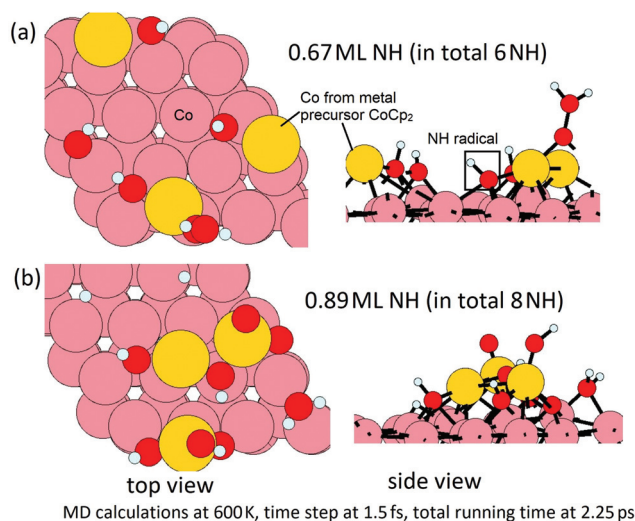 (a)
0.67 ML NH (in total 6 NH)
Co
Co from metal
precursor CoCp₂
NH radical
(b)
0.89 ML NH (in total 8 NH)
top view
side view
MD calculations at 600 K, time step at 1.5 fs, total running time at 2.25 ps